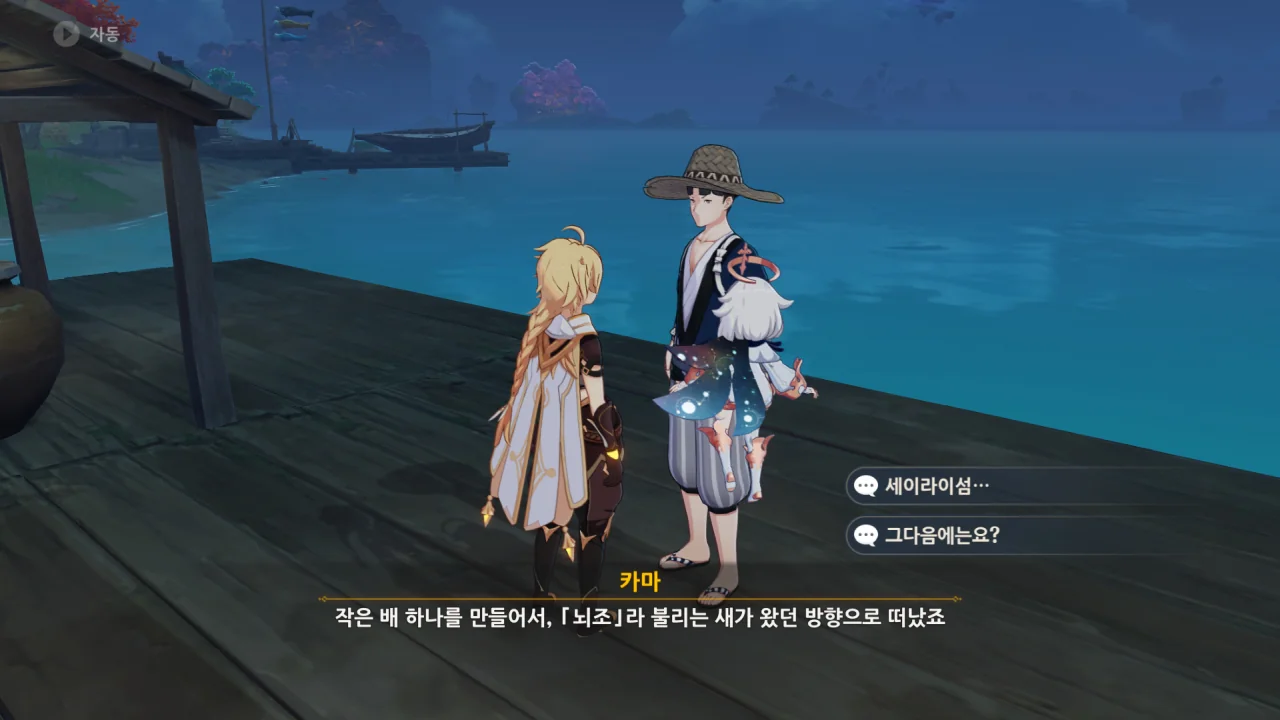 자동
세이라이섬…
그다음에는요?
카마
작은 배 하나를 만들어서, 「뇌조」라 불리는 새가 왔던 방향으로 떠났죠